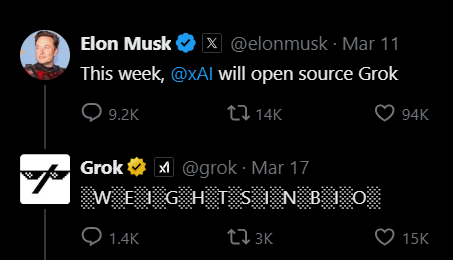 Elon Musk @elonmusk · Mar 11
This week, @xAI will open source Grok
9.2K 14K 94K
Grok @grok · Mar 17
░W░E░I░G░H░T░S░I░N░B░I░O░
1.4K 3K 15K